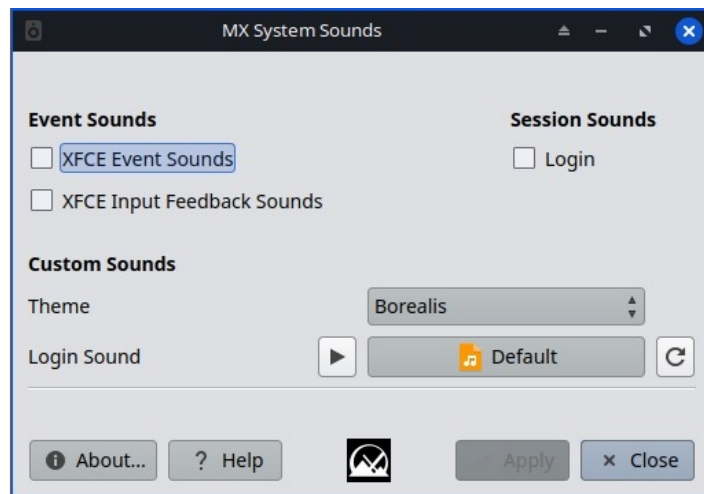 MX System Sounds
Event Sounds
Session Sounds
XFCE Event Sounds
Login
XFCE Input Feedback Sounds
Custom Sounds
Theme
Borealis
Login Sound
Default
About...
? Help
Apply
Close